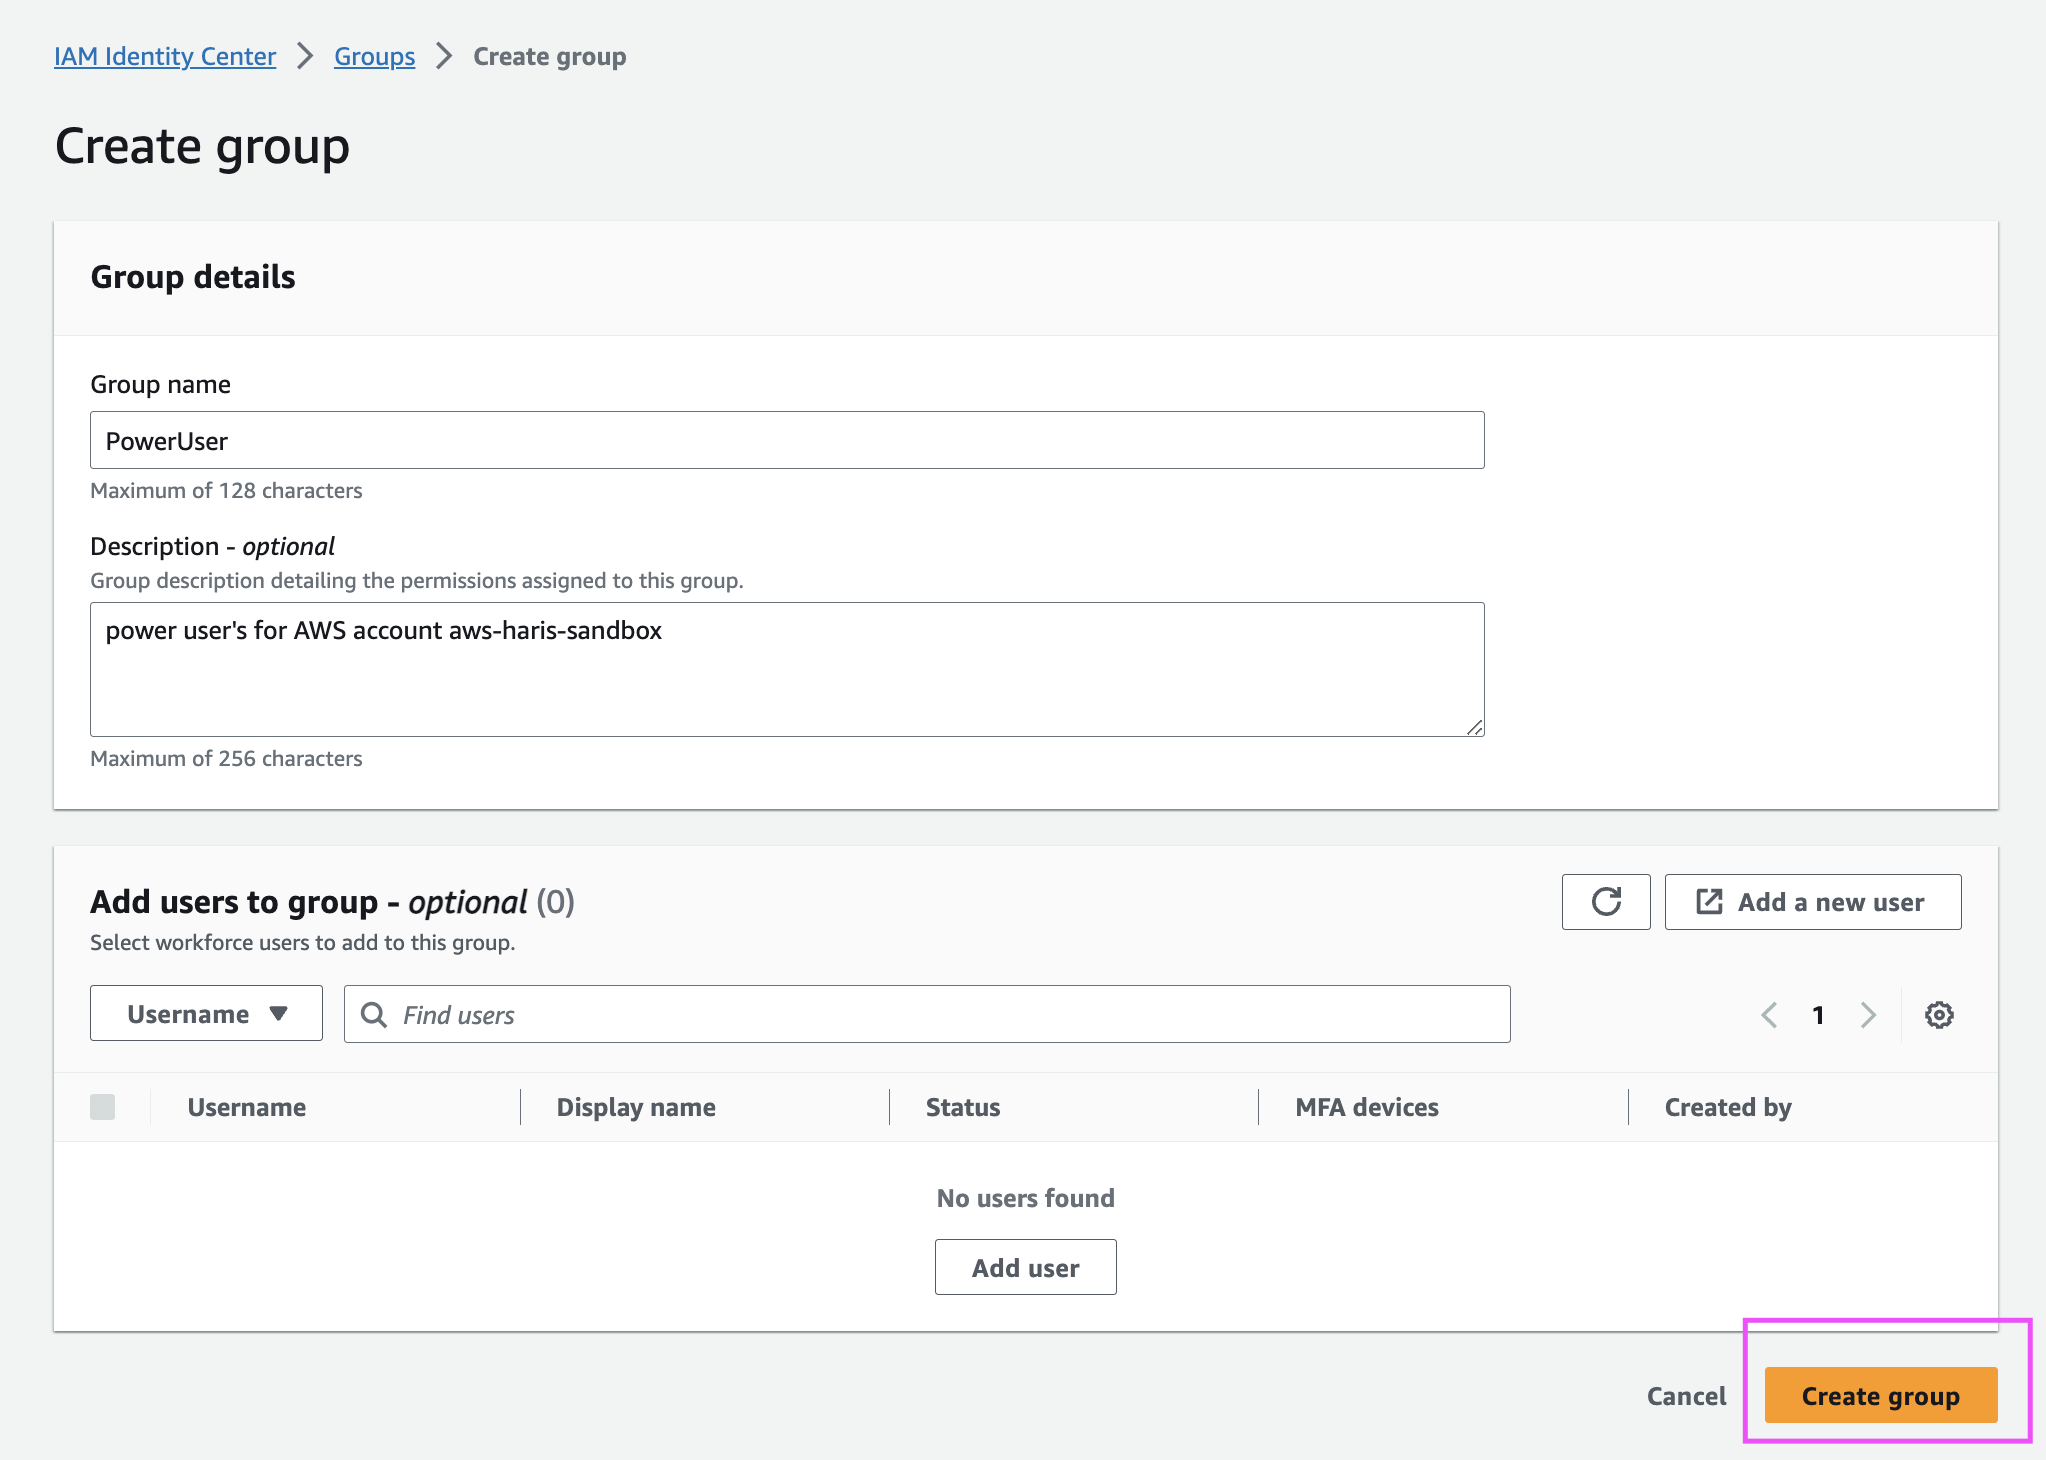 IAM Identity Center > Groups > Create group
Create group
Group details
Group name
PowerUser
Maximum of 128 characters
Description - optional
Group description detailing the permissions assigned to this group.
power user's for AWS account aws-haris-sandbox
Maximum of 256 characters
Add users to group - optional (0)
Add a new user
Select workforce users to add to this group.
Username
Find users
1
Username Display name Status MFA devices Created by
No users found
Add user
Cancel
Create group